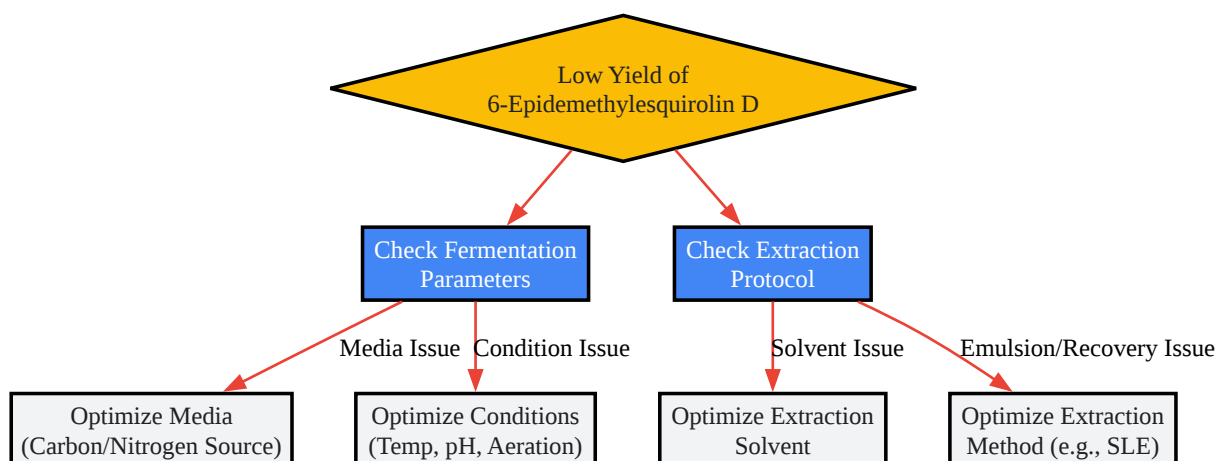 Low Yield of
6-Epidemethylesquirolin D
Check Fermentation
Parameters
Check Extraction
Protocol
Media Issue
Condition Issue
Solvent Issue
Emulsion/Recovery Issue
Optimize Media
(Carbon/Nitrogen Source)
Optimize Conditions
(Temp, pH, Aeration)
Optimize Extraction
Solvent
Optimize Extraction
Method (e.g., SLE)